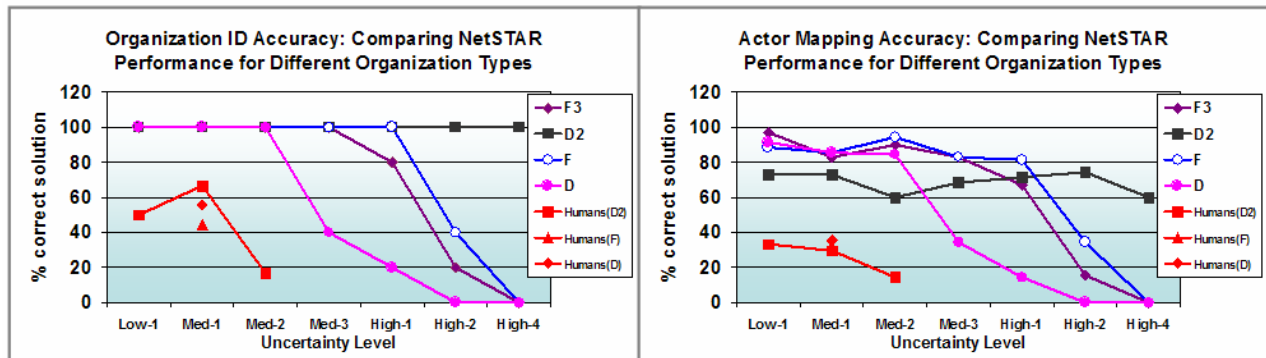 Organization ID Accuracy: Comparing NetSTAR
Performance for Different Organization Types
120
100
80
60
40
20
0
% correct solution
Low-1 Med-1 Med-2 Med-3 High-1 High-2 High-4
Uncertainty Level
F3
D2
F
D
Humans(D2)
Humans(F)
Humans(D)
Actor Mapping Accuracy: Comparing NetSTAR
Performance for Different Organization Types
120
100
80
60
40
20
0
% correct solution
Low-1 Med-1 Med-2 Med-3 High-1 High-2 High-4
Uncertainty Level
F3
D2
F
D
Humans(D2)
Humans(F)
Humans(D)